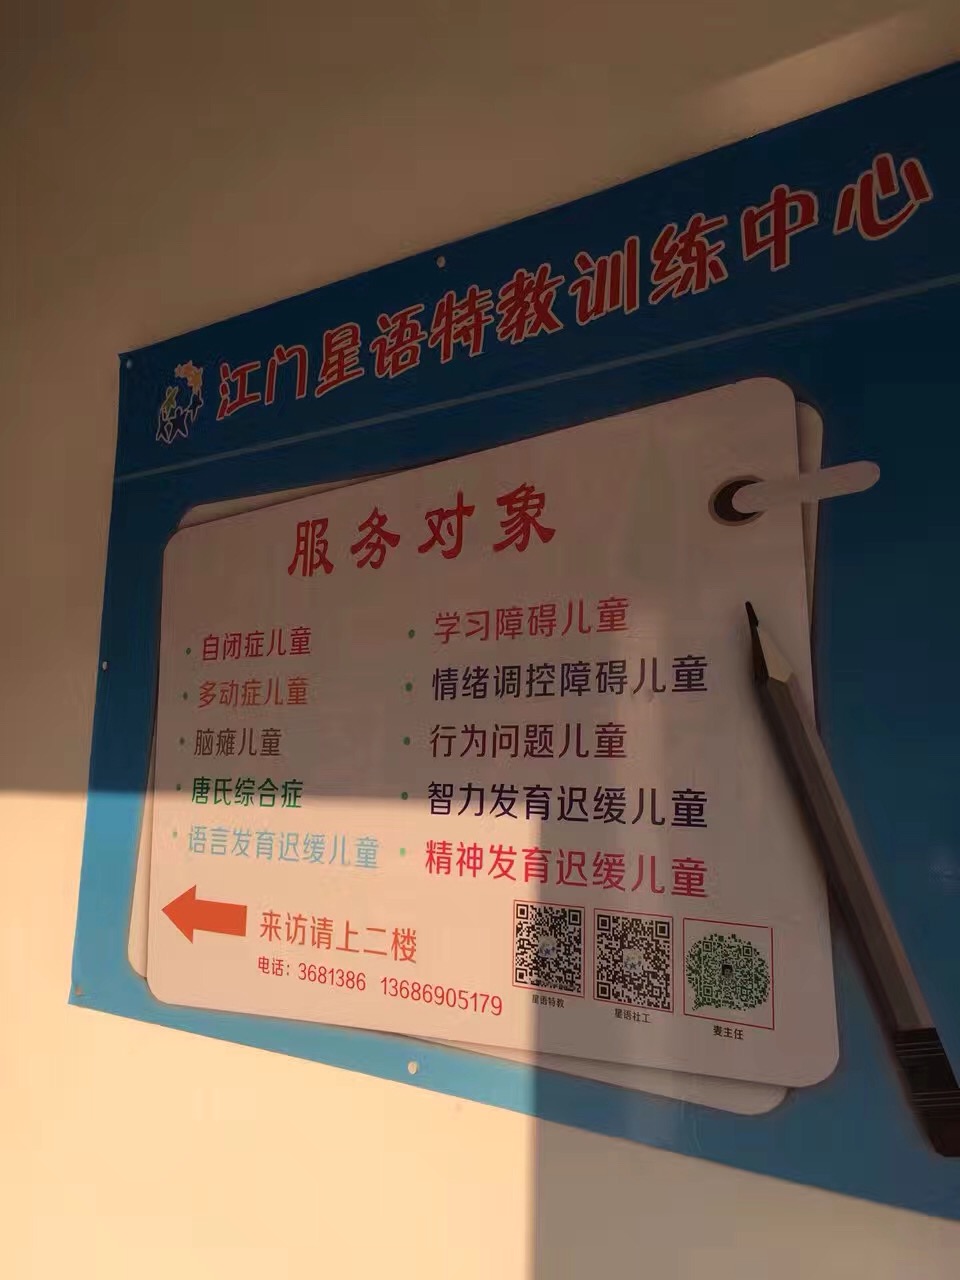 江门星语特教训练中心
服务对象
• 自闭症儿童
• 多动症儿童
• 脑瘫儿童
• 唐氏综合症
• 语言发育迟缓儿童
• 学习障碍儿童
• 情绪调控障碍儿童
• 行为问题儿童
• 智力发育迟缓儿童
• 精神发育迟缓儿童
来访请上二楼
电话：3681386 13686905179
星语特教
星语社工
麦主任